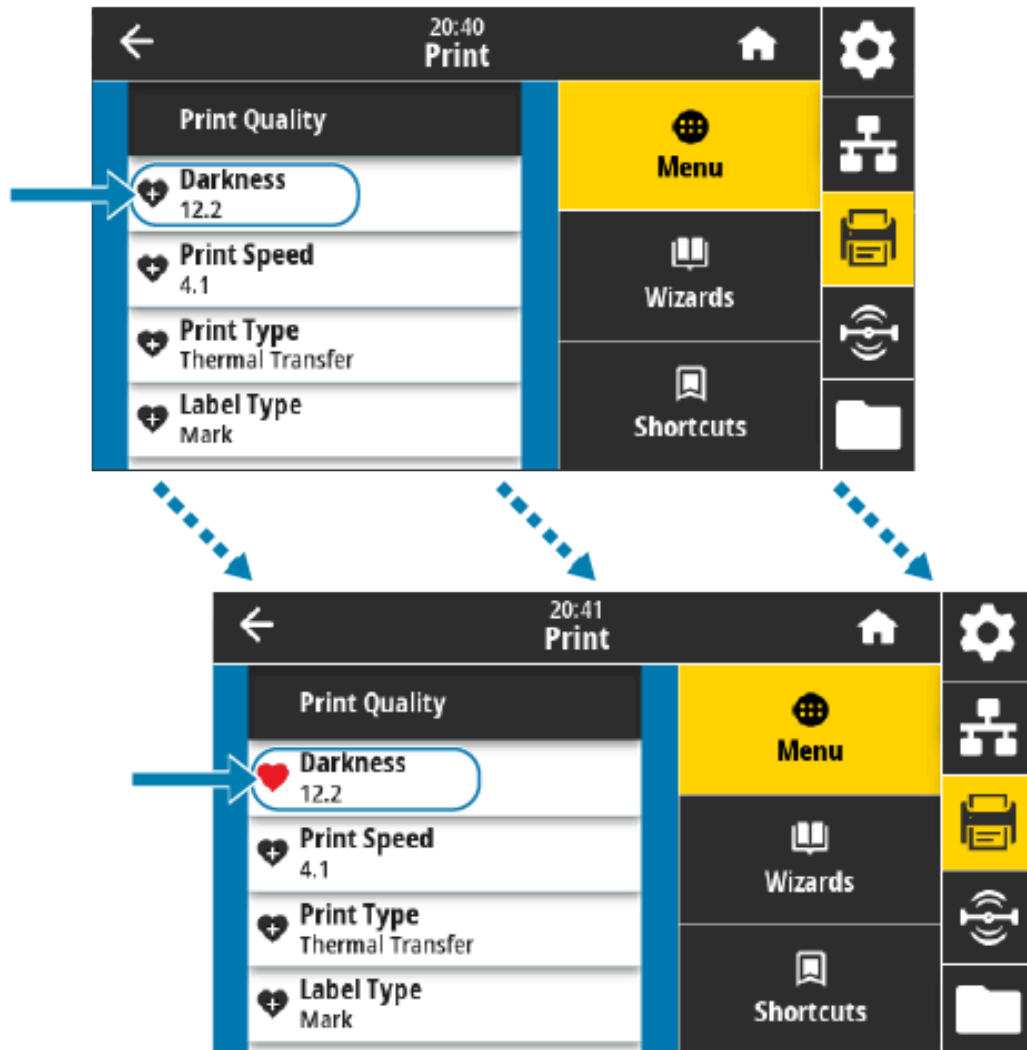 20:40
Print
Print Quality
Darkness
12.2
Print Speed
4.1
Print Type
Thermal Transfer
Label Type
Mark
Menu
Wizards
Shortcuts
20:41
Print
Print Quality
Darkness
12.2
Print Speed
4.1
Print Type
Thermal Transfer
Label Type
Mark
Menu
Wizards
Shortcuts